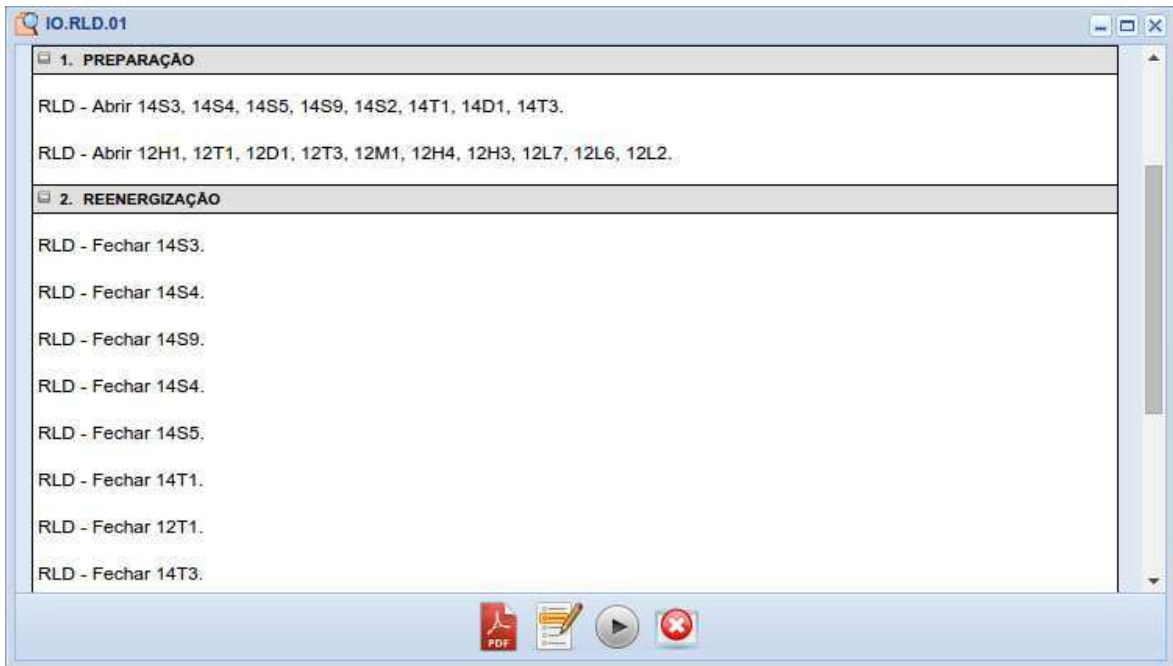 IO.RLD.01
1. PREPARAÇÃO
RLD - Abrir 14S3, 14S4, 14S5, 14S9, 14S2, 14T1, 14D1, 14T3.
RLD - Abrir 12H1, 12T1, 12D1, 12T3, 12M1, 12H4, 12H3, 12L7, 12L6, 12L2.
2. REENERGIZAÇÃO
RLD - Fechar 14S3.
RLD - Fechar 14S4.
RLD - Fechar 14S9.
RLD - Fechar 14S4.
RLD - Fechar 14S5.
RLD - Fechar 14T1.
RLD - Fechar 12T1.
RLD - Fechar 14T3.
PDF